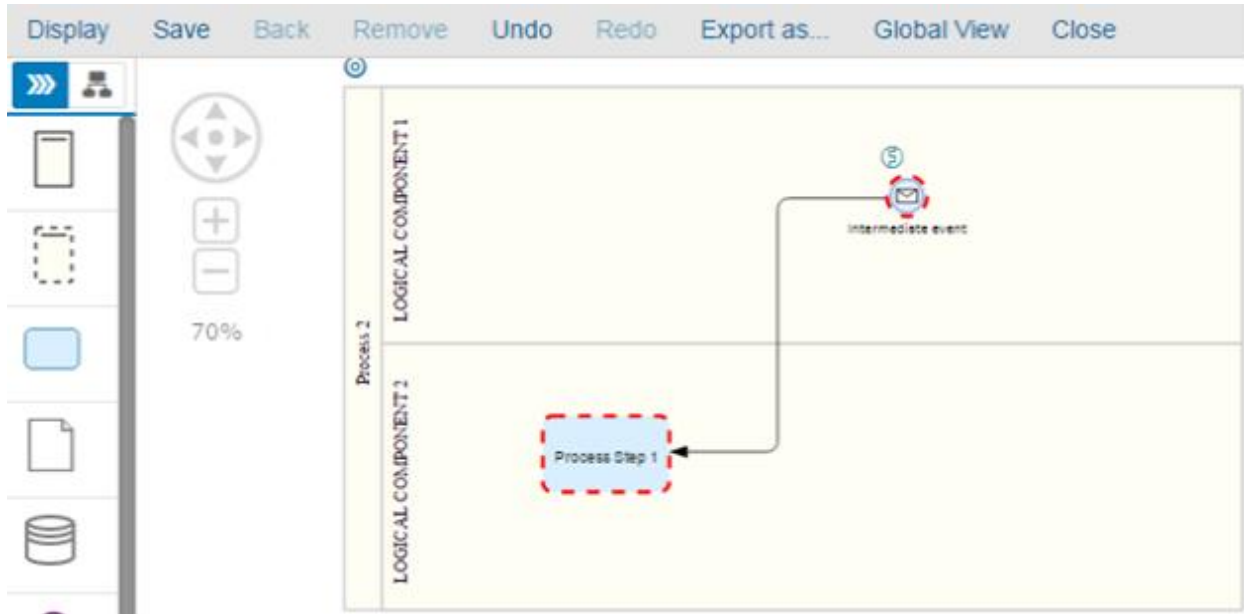 Display Save Back Remove Undo Redo Export as... Global View Close
70%
Process 2
LOGICAL COMPONENT 1
S
Intermediate event
LOGICAL COMPONENT 2
Process Step 1